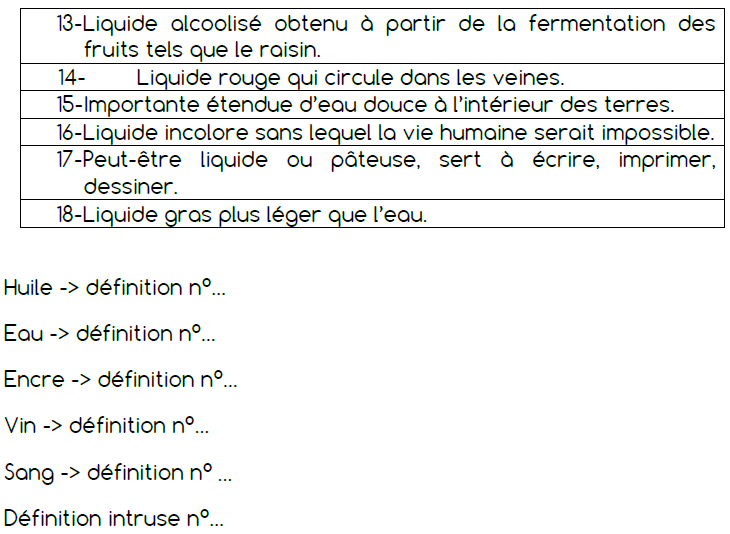 13-Liquide alcoolisé obtenu à partir de la fermentation des
fruits tels que le raisin.
14- Liquide rouge qui circule dans les veines.
15-Importante étendue d'eau douce à l'intérieur des terres.
16-Liquide incolore sans lequel la vie humaine serait impossible.
17-Peut-être liquide ou pâteuse, sert à écrire, imprimer,
dessiner.
18-Liquide gras plus léger que l'eau.
Huile -> définition n°...
Eau -> définition n°...
Encre -> définition n°...
Vin -> définition n°...
Sang -> définition n° ...
Définition intruse n°...